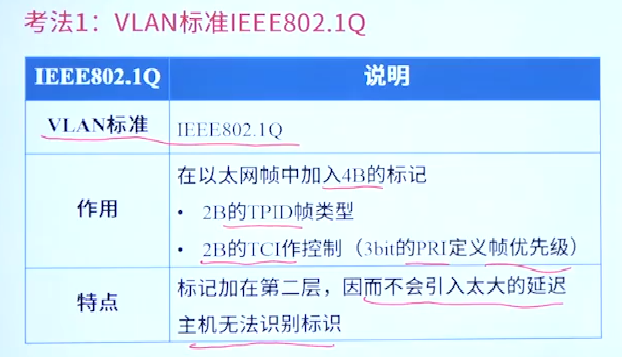 考法1：VLAN标准IEEE802.1Q
IEEE802.1Q 说明
VLAN标准 IEEE802.1Q
在以太网帧中加入4B的标记
作用 • 2B的TPID帧类型
• 2B的TCI作控制（3bit的PRI定义帧优先级）
标记加在第二层，因而不会引入太大的延迟
特点
主机无法识别标识